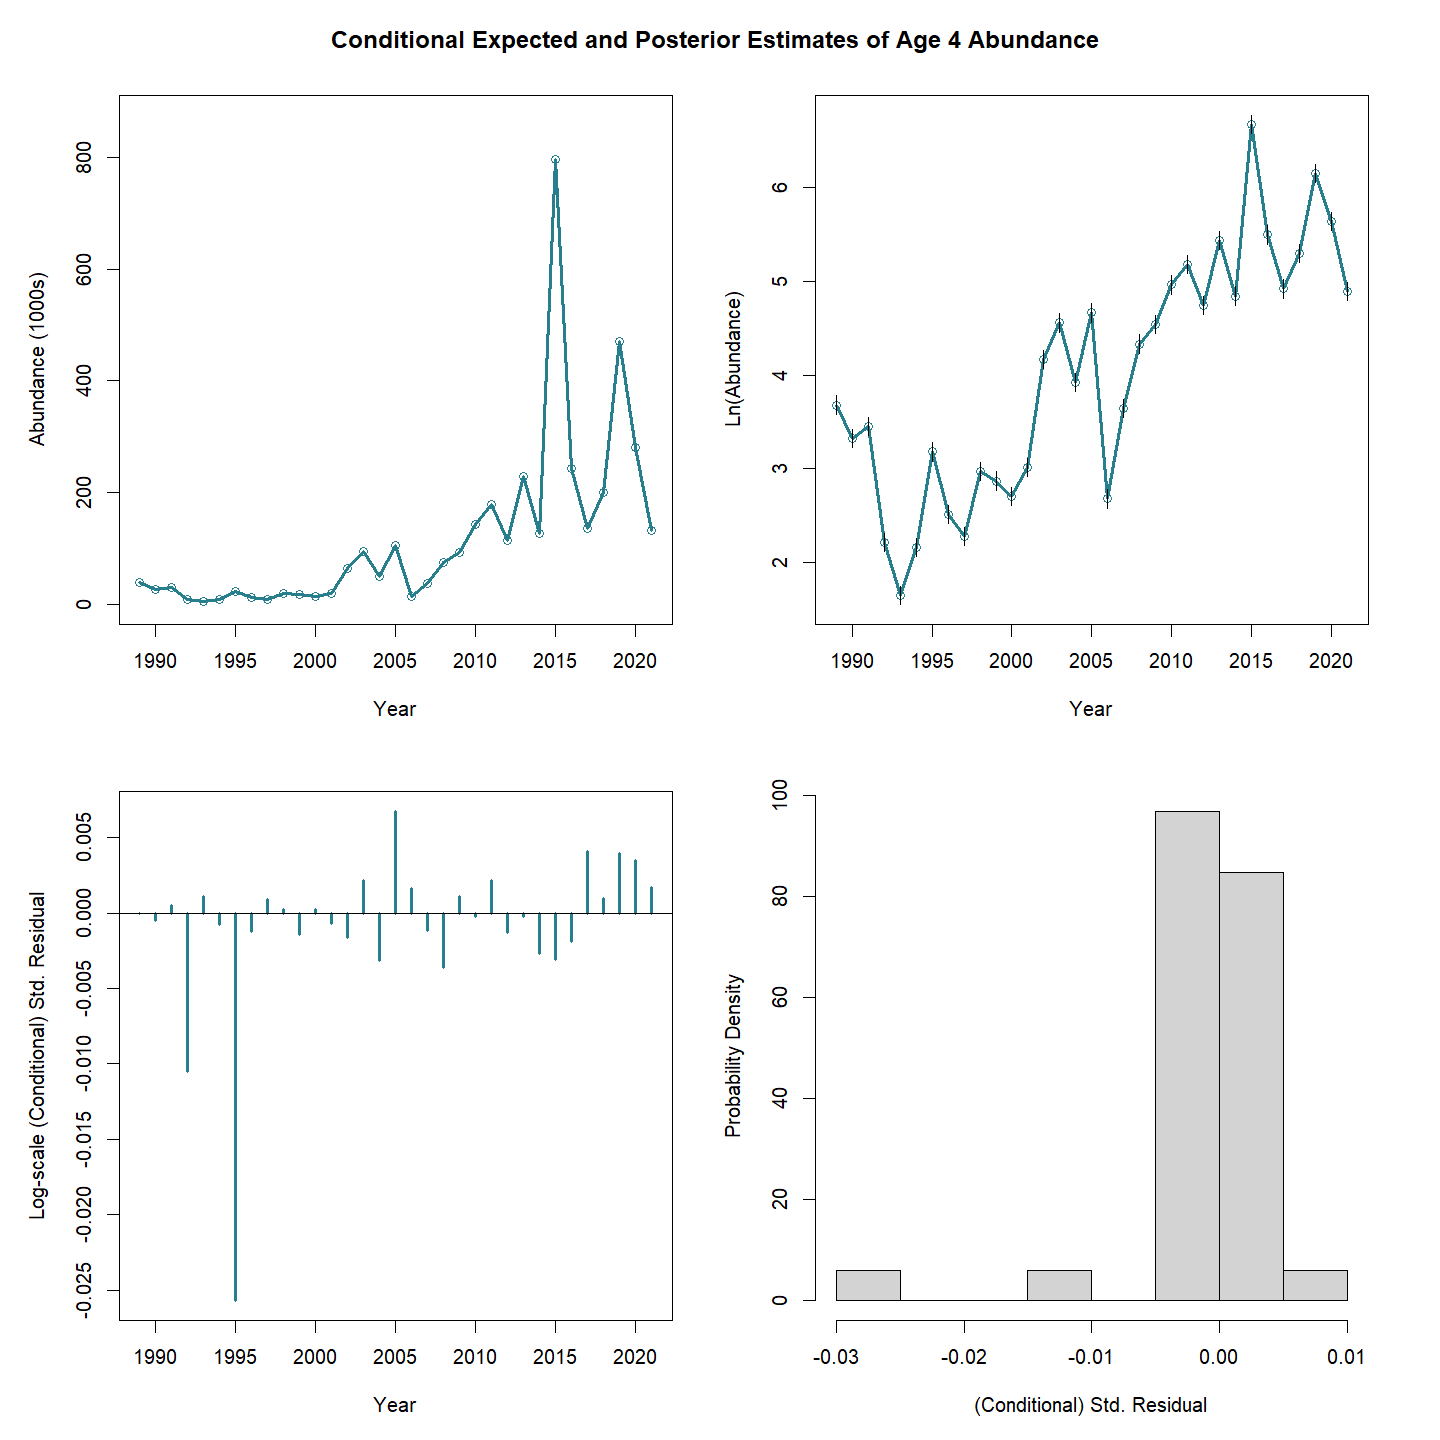 Conditional Expected and Posterior Estimates of Age 4 Abundance
Abundance (1000s)
800
600
400
200
0
1990 1995 2000 2005 2010 2015 2020
Year
Ln(Abundance)
6
5
4
3
2
1990 1995 2000 2005 2010 2015 2020
Year
Log-scale (Conditional) Std. Residual
0.005
0.000
-0.005
-0.010
-0.015
-0.020
-0.025
1990 1995 2000 2005 2010 2015 2020
Year
Probability Density
100
80
60
40
20
0
-0.03 -0.02 -0.01 0.00 0.01
(Conditional) Std. Residual